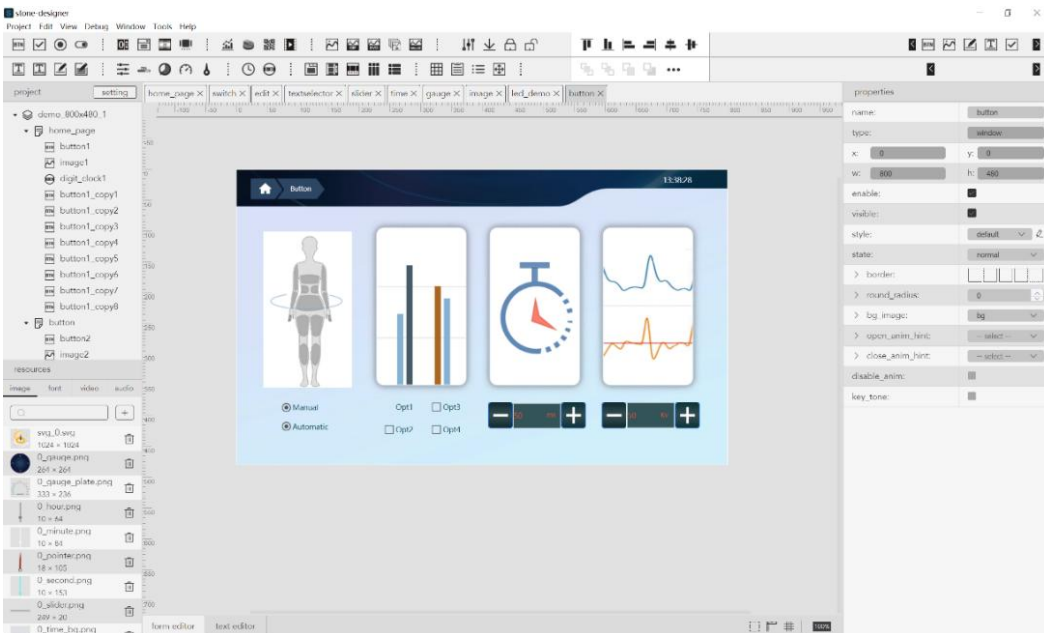 stone-designer
Project Edit View Debug Window Tools Help
project setting
home_page × switch × edit × textselector × slider × time × gauge × image × led_demo × button ×
properties
demo_800x480_1
home_page
button1
image1
digit_clock1
button1_copy1
button1_copy2
button1_copy3
button1_copy4
button1_copy5
button1_copy6
button1_copy7
button1_copy8
button
button2
image2
resources
image font video audio
svg_0.svg
1024 × 1024
0_gauge.png
264 × 264
0_gauge_plate.png
333 × 236
0_hour.png
10 × 64
0_minute.png
10 × 84
0_pointer.png
18 × 105
0_second.png
10 × 153
0_slider.png
249 × 20
0_time_bg.png
Button
13:38:28
Manual
Automatic
Opt1 Opt3
Opt2 Opt4
50
50
form editor text editor
100%
name: button
type: window
x: 0 y: 0
w: 800 h: 480
enable:
visible:
style: default
state: normal
border:
round_radius: 0
bg_image: bg
open_anim_hint: -- select --
close_anim_hint: -- select --
disable_anim:
key_tone: